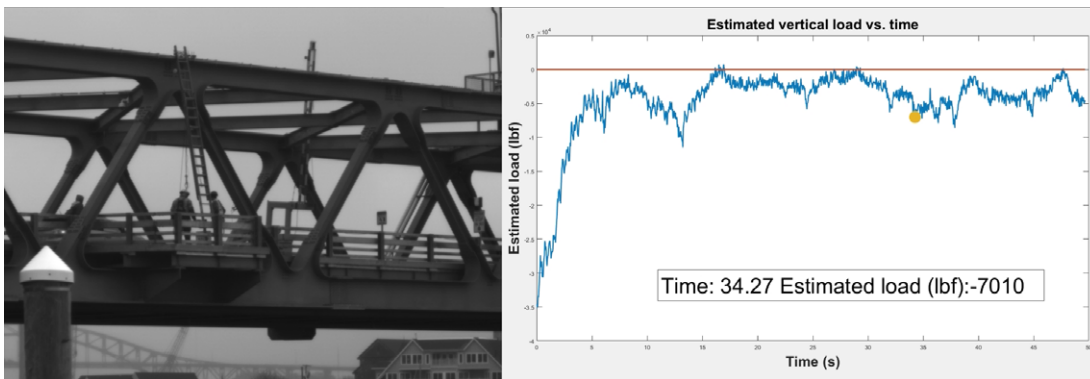 Estimated vertical load vs. time
×10⁴
0.5
0
-0.5
-1
-1.5
-2
-2.5
-3
-3.5
-4
Estimated load (lbf)
Time: 34.27 Estimated load (lbf):-7010
0 5 10 15 20 25 30 35 40 45 50
Time (s)